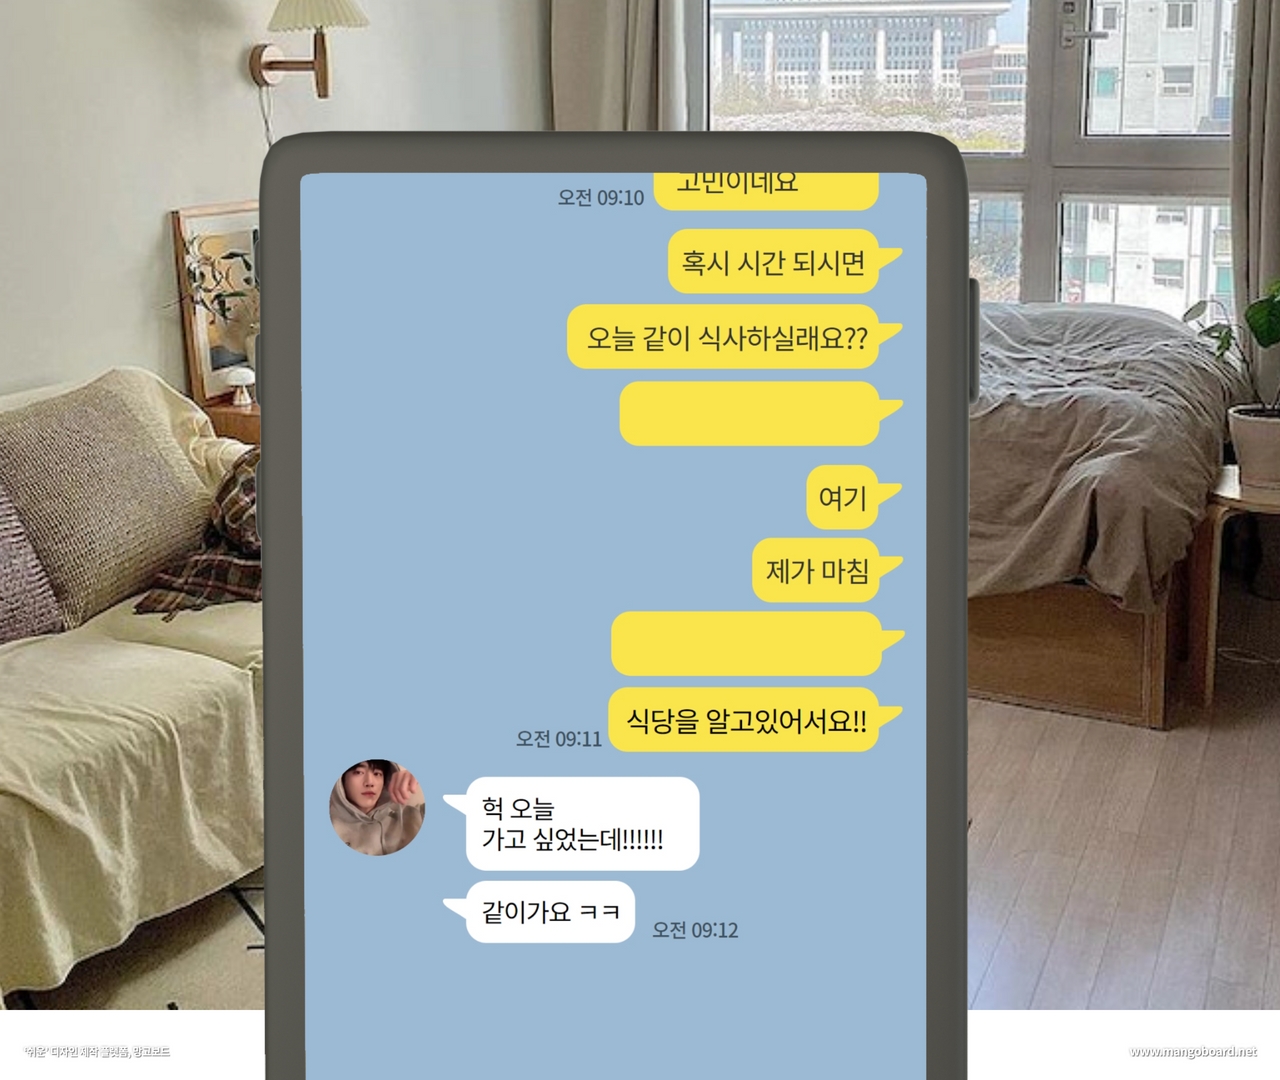 고민이네요
오전 09:10
혹시 시간 되시면
오늘 같이 식사하실래요??
여기
제가 마침
식당을 알고있어서요!!
오전 09:11
헉 오늘
가고 싶었는데!!!!!!
같이가요 ㅋㅋ
오전 09:12
'쉬운' 디자인 제작 플랫폼, 망고보드
www.mangoboard.net